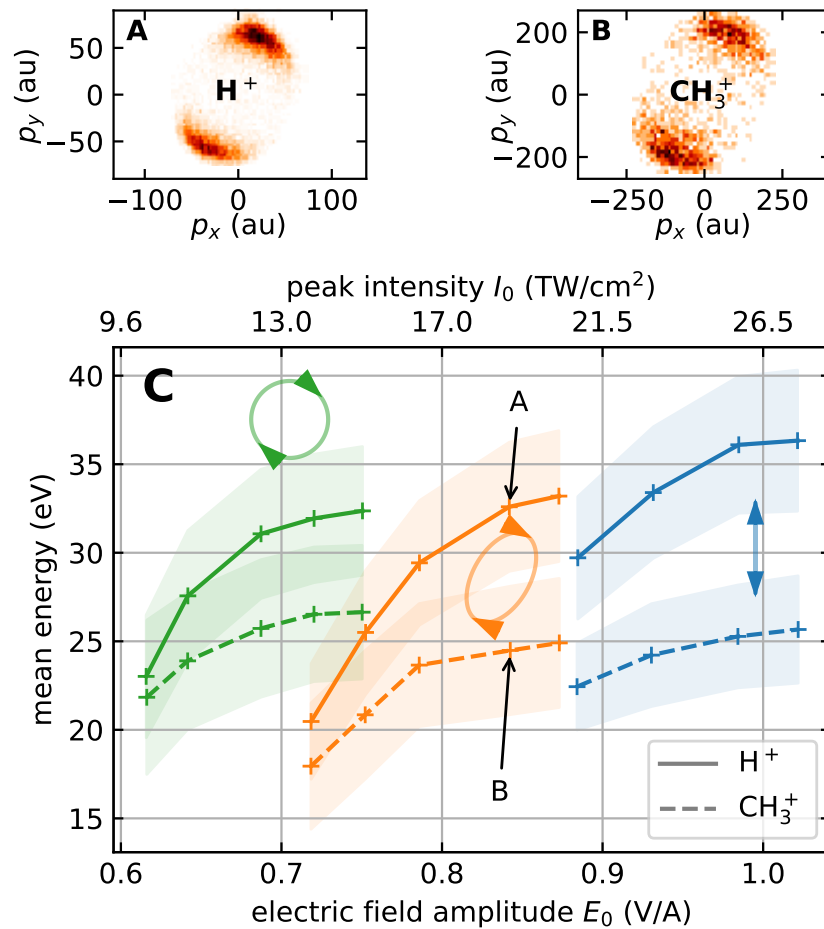 A
B
50
0
−50
p_y (au)
H⁺
−100 0 100
p_x (au)
200
0
−200
p_y (au)
CH₃⁺
−250 0 250
p_x (au)
peak intensity I₀ (TW/cm²)
9.6 13.0 17.0 21.5 26.5
C
A
40
35
30
25
20
15
mean energy (eV)
B
H⁺
CH₃⁺
0.6 0.7 0.8 0.9 1.0
electric field amplitude E₀ (V/A)